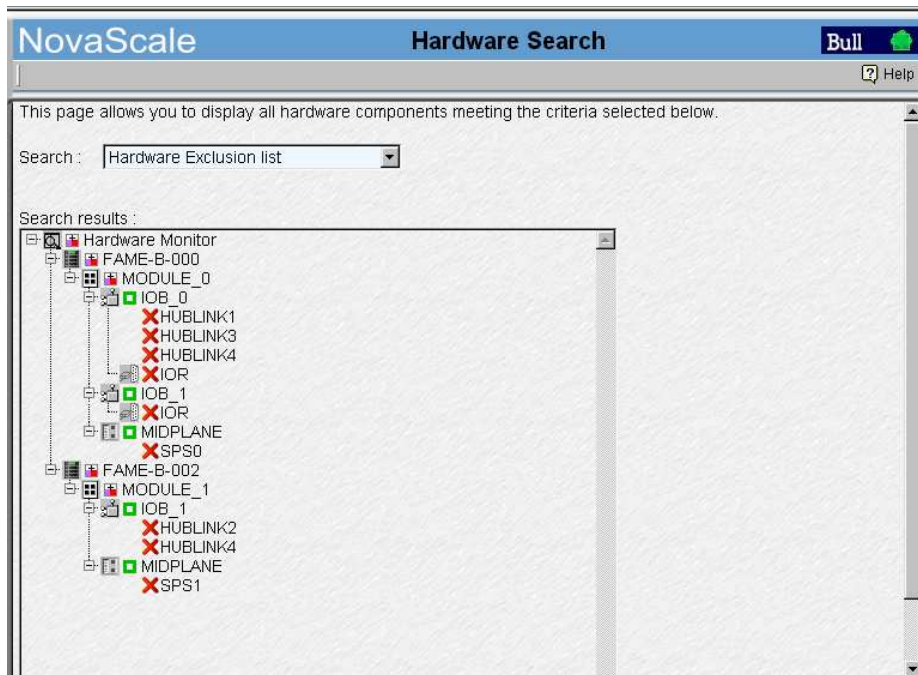 NovaScale
Hardware Search
Bull
Help
This page allows you to display all hardware components meeting the criteria selected below.
Search : Hardware Exclusion list
Search results :
Hardware Monitor
FAME-B-000
MODULE_0
IOB_0
HUBLINK1
HUBLINK3
HUBLINK4
IOR
IOB_1
IOR
MIDPLANE
SPS0
FAME-B-002
MODULE_1
IOB_1
HUBLINK2
HUBLINK4
MIDPLANE
SPS1